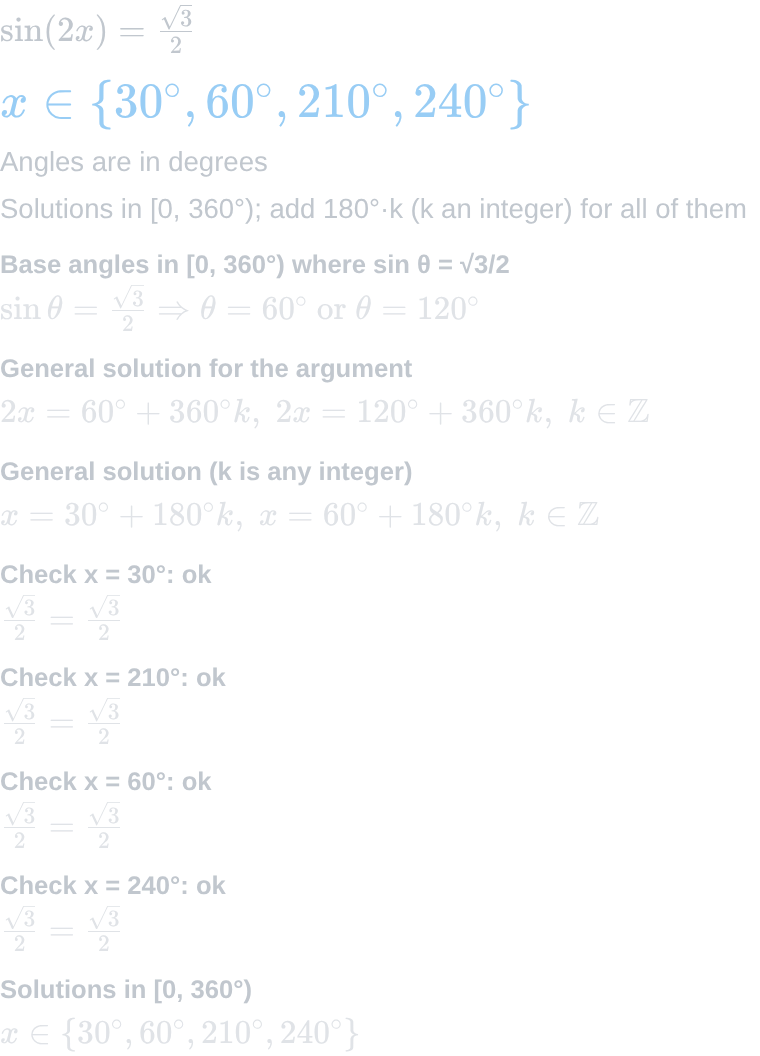 sin(2x) = √3/2
x ∈ {30°, 60°, 210°, 240°}
Angles are in degrees
Solutions in [0, 360°); add 180°·k (k an integer) for all of them
Base angles in [0, 360°) where sin θ = √3/2
sin θ = √3/2 ⇒ θ = 60° or θ = 120°
General solution for the argument
2x = 60° + 360°k, 2x = 120° + 360°k, k ∈ ℤ
General solution (k is any integer)
x = 30° + 180°k, x = 60° + 180°k, k ∈ ℤ
Check x = 30°: ok
√3/2 = √3/2
Check x = 210°: ok
√3/2 = √3/2
Check x = 60°: ok
√3/2 = √3/2
Check x = 240°: ok
√3/2 = √3/2
Solutions in [0, 360°)
x ∈ {30°, 60°, 210°, 240°}